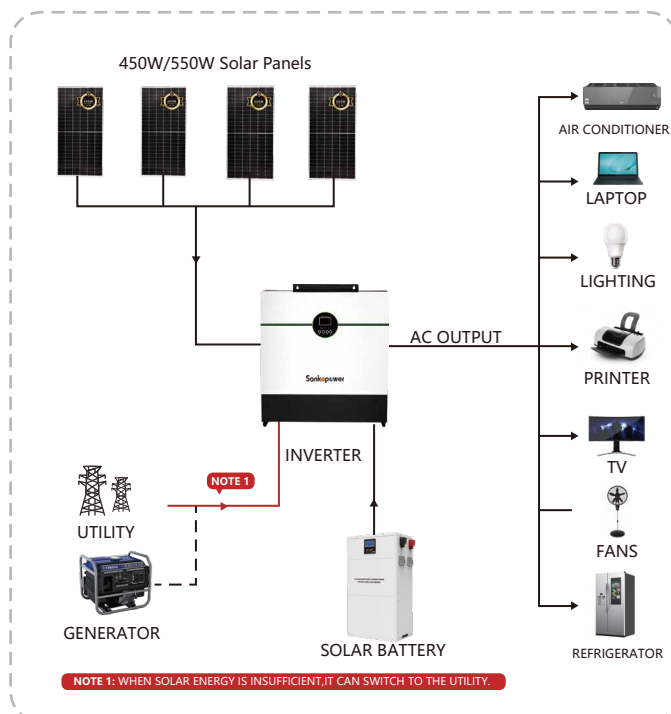 450W/550W Solar Panels
AIR CONDITIONER
LAPTOP
LIGHTING
AC OUTPUT
PRINTER
Sankopower
INVERTER
TV
NOTE 1
UTILITY
FANS
GENERATOR
SOLAR BATTERY
REFRIGERATOR
NOTE 1: WHEN SOLAR ENERGY IS INSUFFICIENT,IT CAN SWITCH TO THE UTILITY.